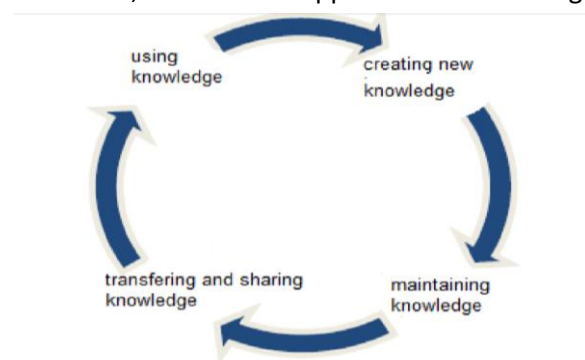 using
knowledge
creating new
knowledge
transfering and sharing
knowledge
maintaining
knowledge